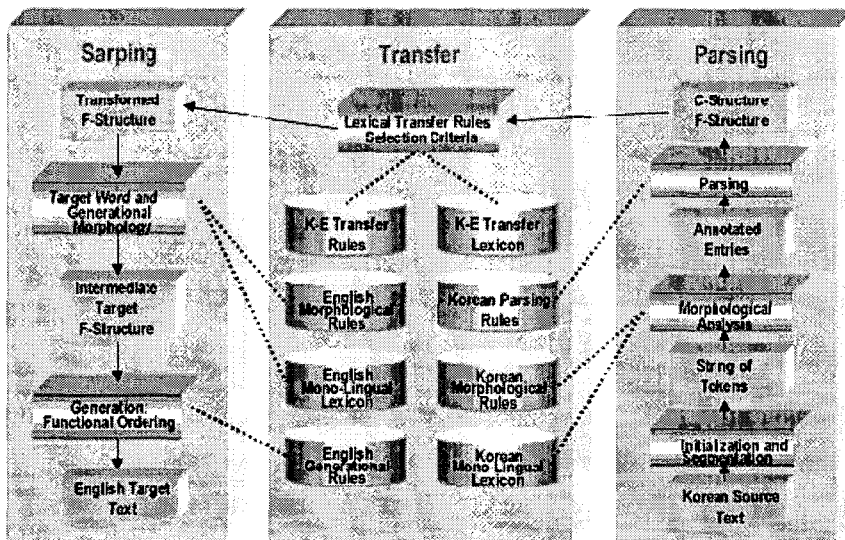 Sarping
Transformed
F-Structure
Target Word and
Generational
Morphology
Intermediate
Target
F-Structure
Generation:
Functional Ordering
English Target
Text
Transfer
Lexical Transfer Rules
Selection Criteria
K-E Transfer
Rules
K-E Transfer
Lexicon
English
Morphological
Rules
Korean Parsing
Rules
English
Mono-Lingual
Lexicon
Korean
Morphological
Rules
English
Generational
Rules
Korean
Mono-Lingual
Lexicon
Parsing
C-Structure
F-Structure
Parsing
Annotated
Entries
Morphological
Analysis
String of
Tokens
Initialization and
Segmentation
Korean Source
Text